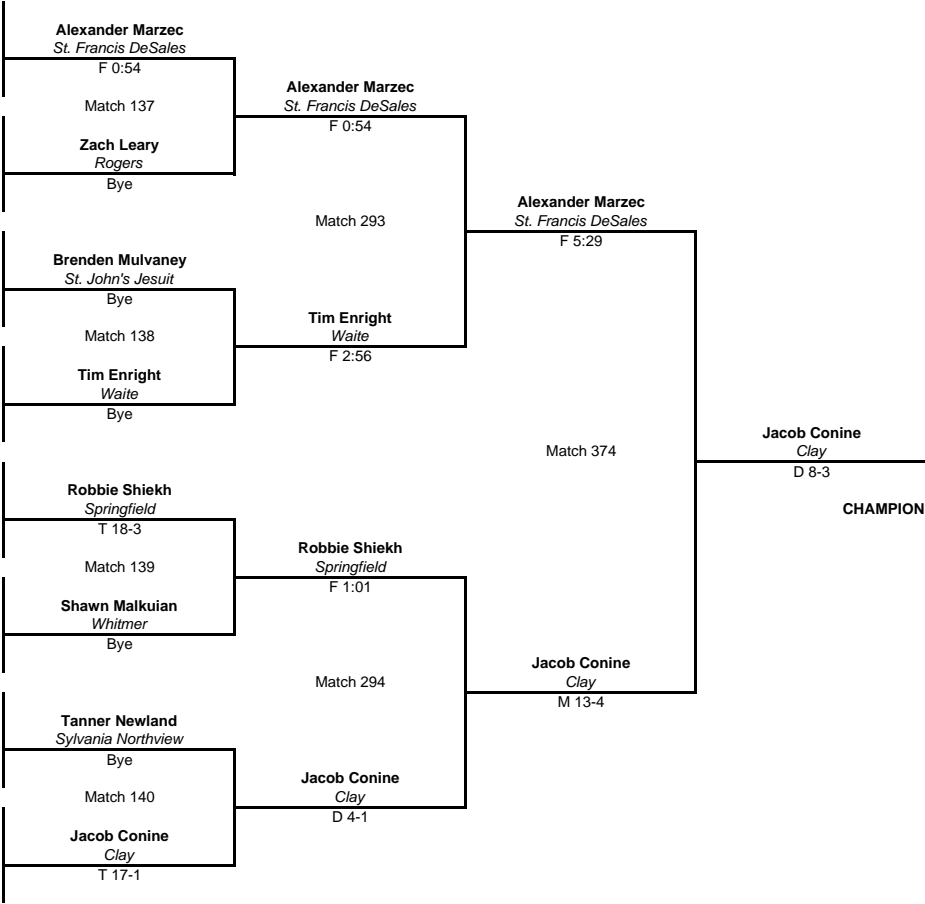 Alexander Marzec
St. Francis DeSales
F 0:54
Match 137
Zach Leary
Rogers
Bye
Brenden Mulvaney
St. John's Jesuit
Bye
Match 138
Tim Enright
Waite
Bye
Robbie Shiekh
Springfield
T 18-3
Match 139
Shawn Malkuian
Whitmer
Bye
Tanner Newland
Sylvania Northview
Bye
Match 140
Jacob Conine
Clay
T 17-1
Alexander Marzec
St. Francis DeSales
F 0:54
Match 293
Tim Enright
Waite
F 2:56
Robbie Shiekh
Springfield
F 1:01
Match 294
Jacob Conine
Clay
D 4-1
Alexander Marzec
St. Francis DeSales
F 5:29
Match 374
Jacob Conine
Clay
M 13-4
Jacob Conine
Clay
D 8-3
CHAMPION